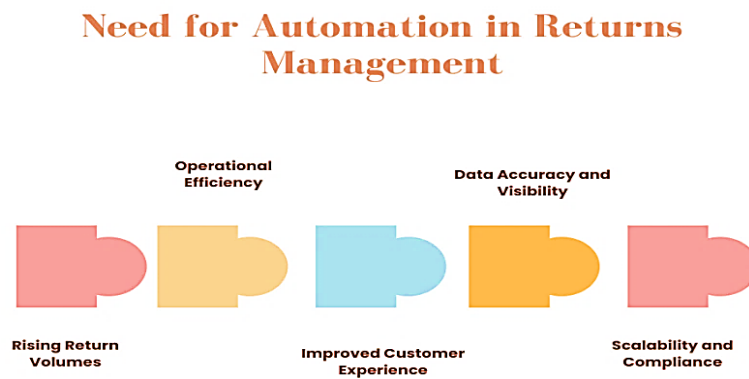 Need for Automation in Returns
Management
Operational
Efficiency
Data Accuracy and
Visibility
Rising Return
Volumes
Improved Customer
Experience
Scalability and
Compliance